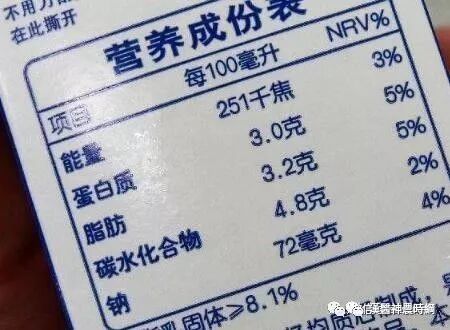 不用力
在此撕开
营养成份表
项目 每100毫升 NRV%
能量 251千焦 3%
蛋白质 3.0克 5%
脂肪 3.2克 5%
碳水化合物 4.8克 2%
钠 72毫克 4%
乳固体≥8.1%